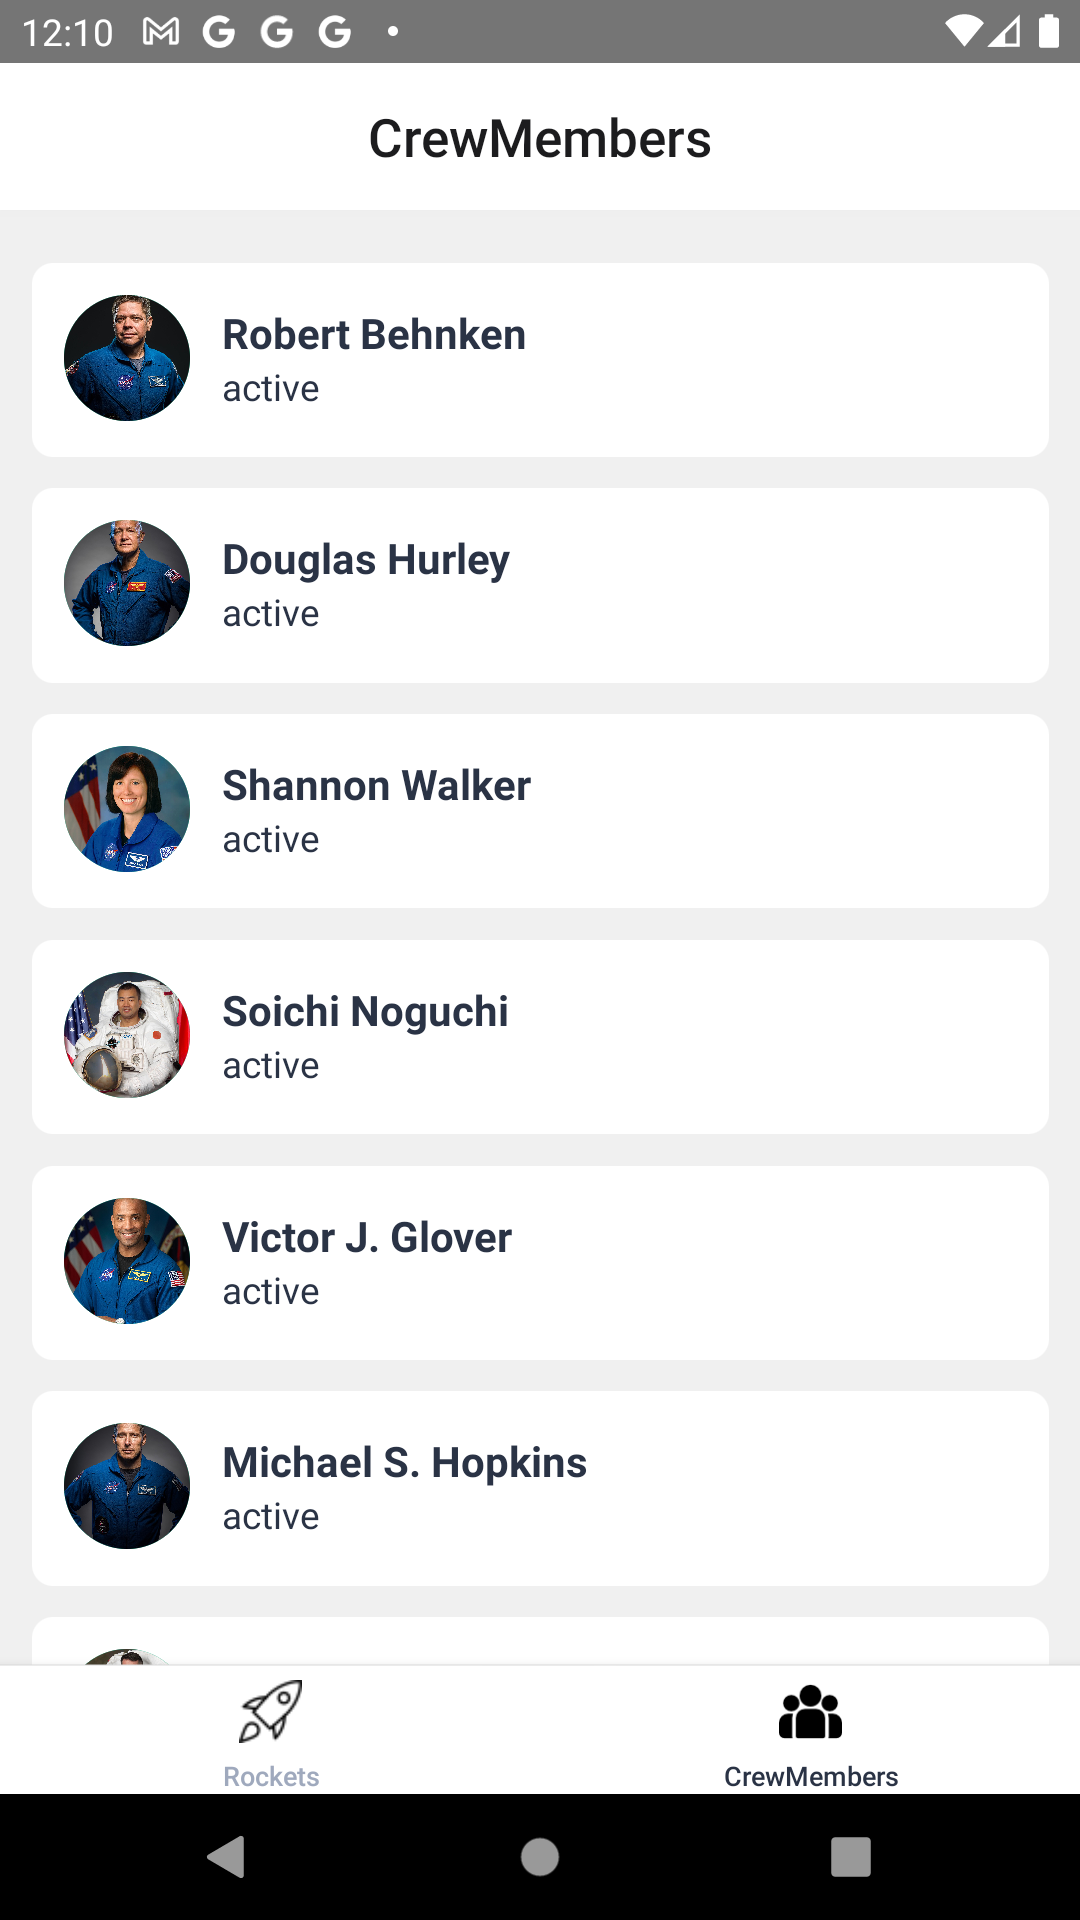 12:10
CrewMembers
Robert Behnken
active
Douglas Hurley
active
Shannon Walker
active
Soichi Noguchi
active
Victor J. Glover
active
Michael S. Hopkins
active
Rockets
CrewMembers